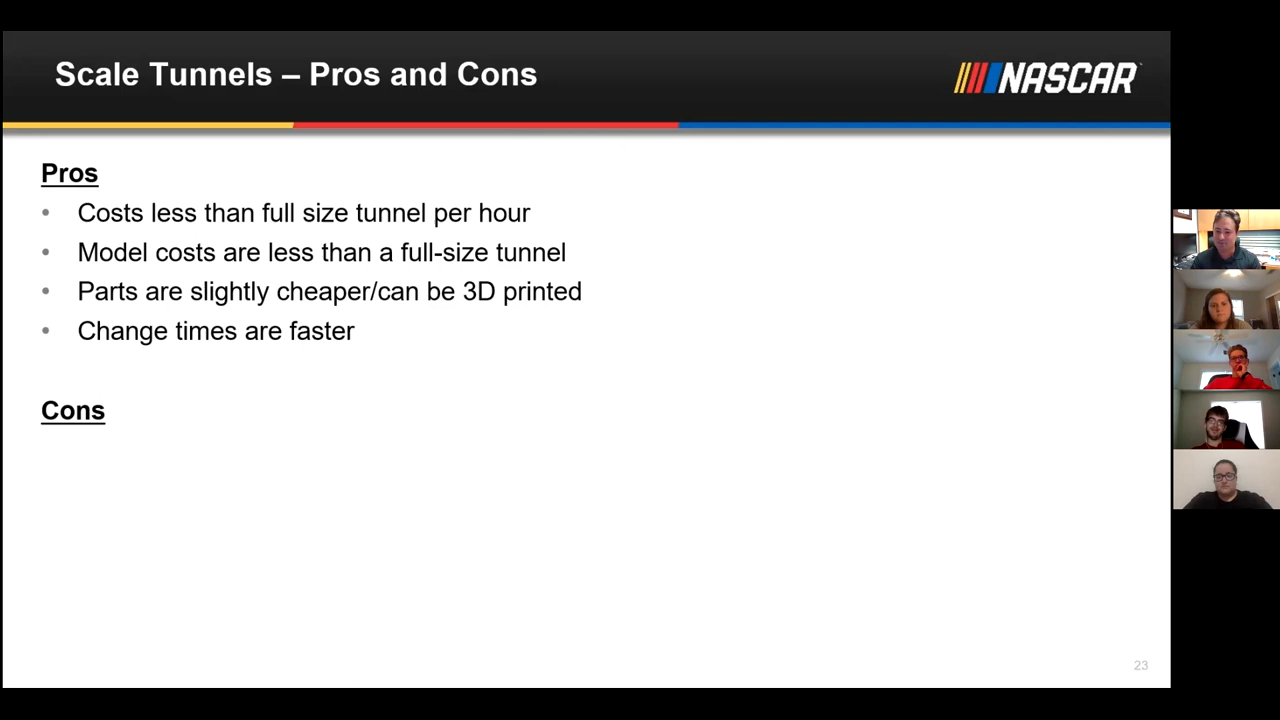 Scale Tunnels – Pros and Cons
NASCAR
Pros
• Costs less than full size tunnel per hour
• Model costs are less than a full-size tunnel
• Parts are slightly cheaper/can be 3D printed
• Change times are faster
Cons
23